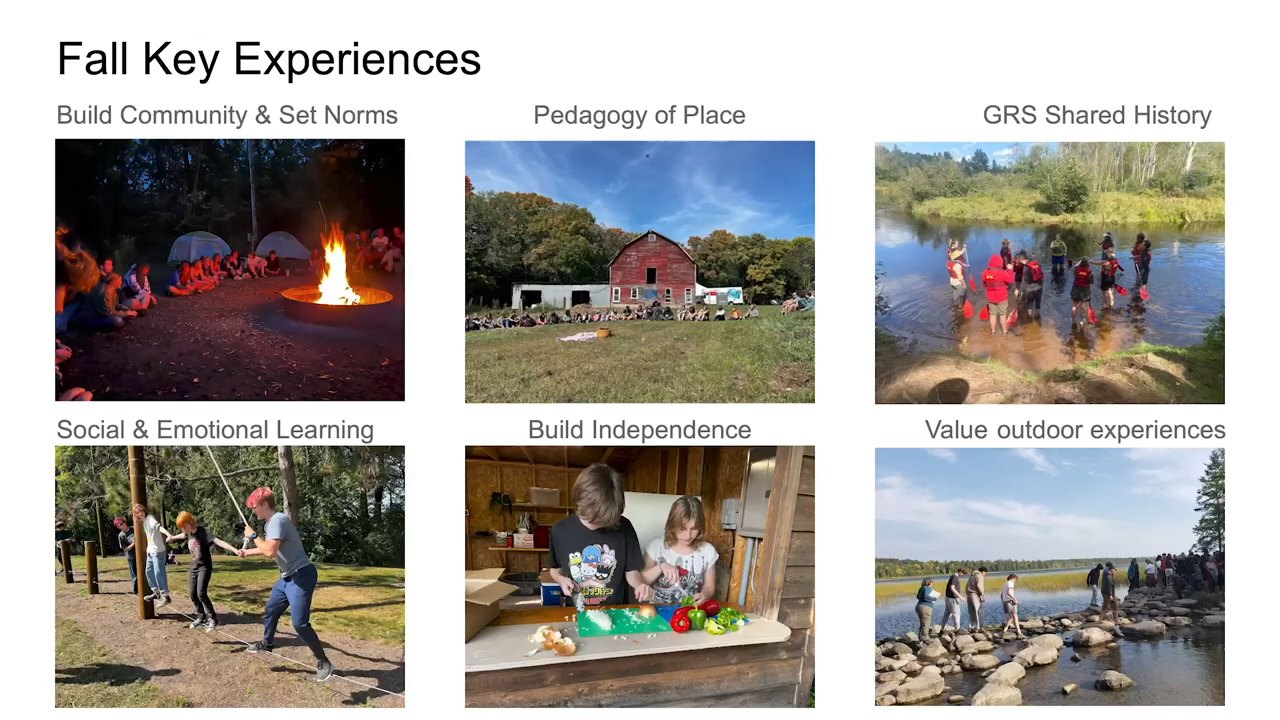 Fall Key Experiences
Build Community & Set Norms
Pedagogy of Place
GRS Shared History
Social & Emotional Learning
Build Independence
Value outdoor experiences